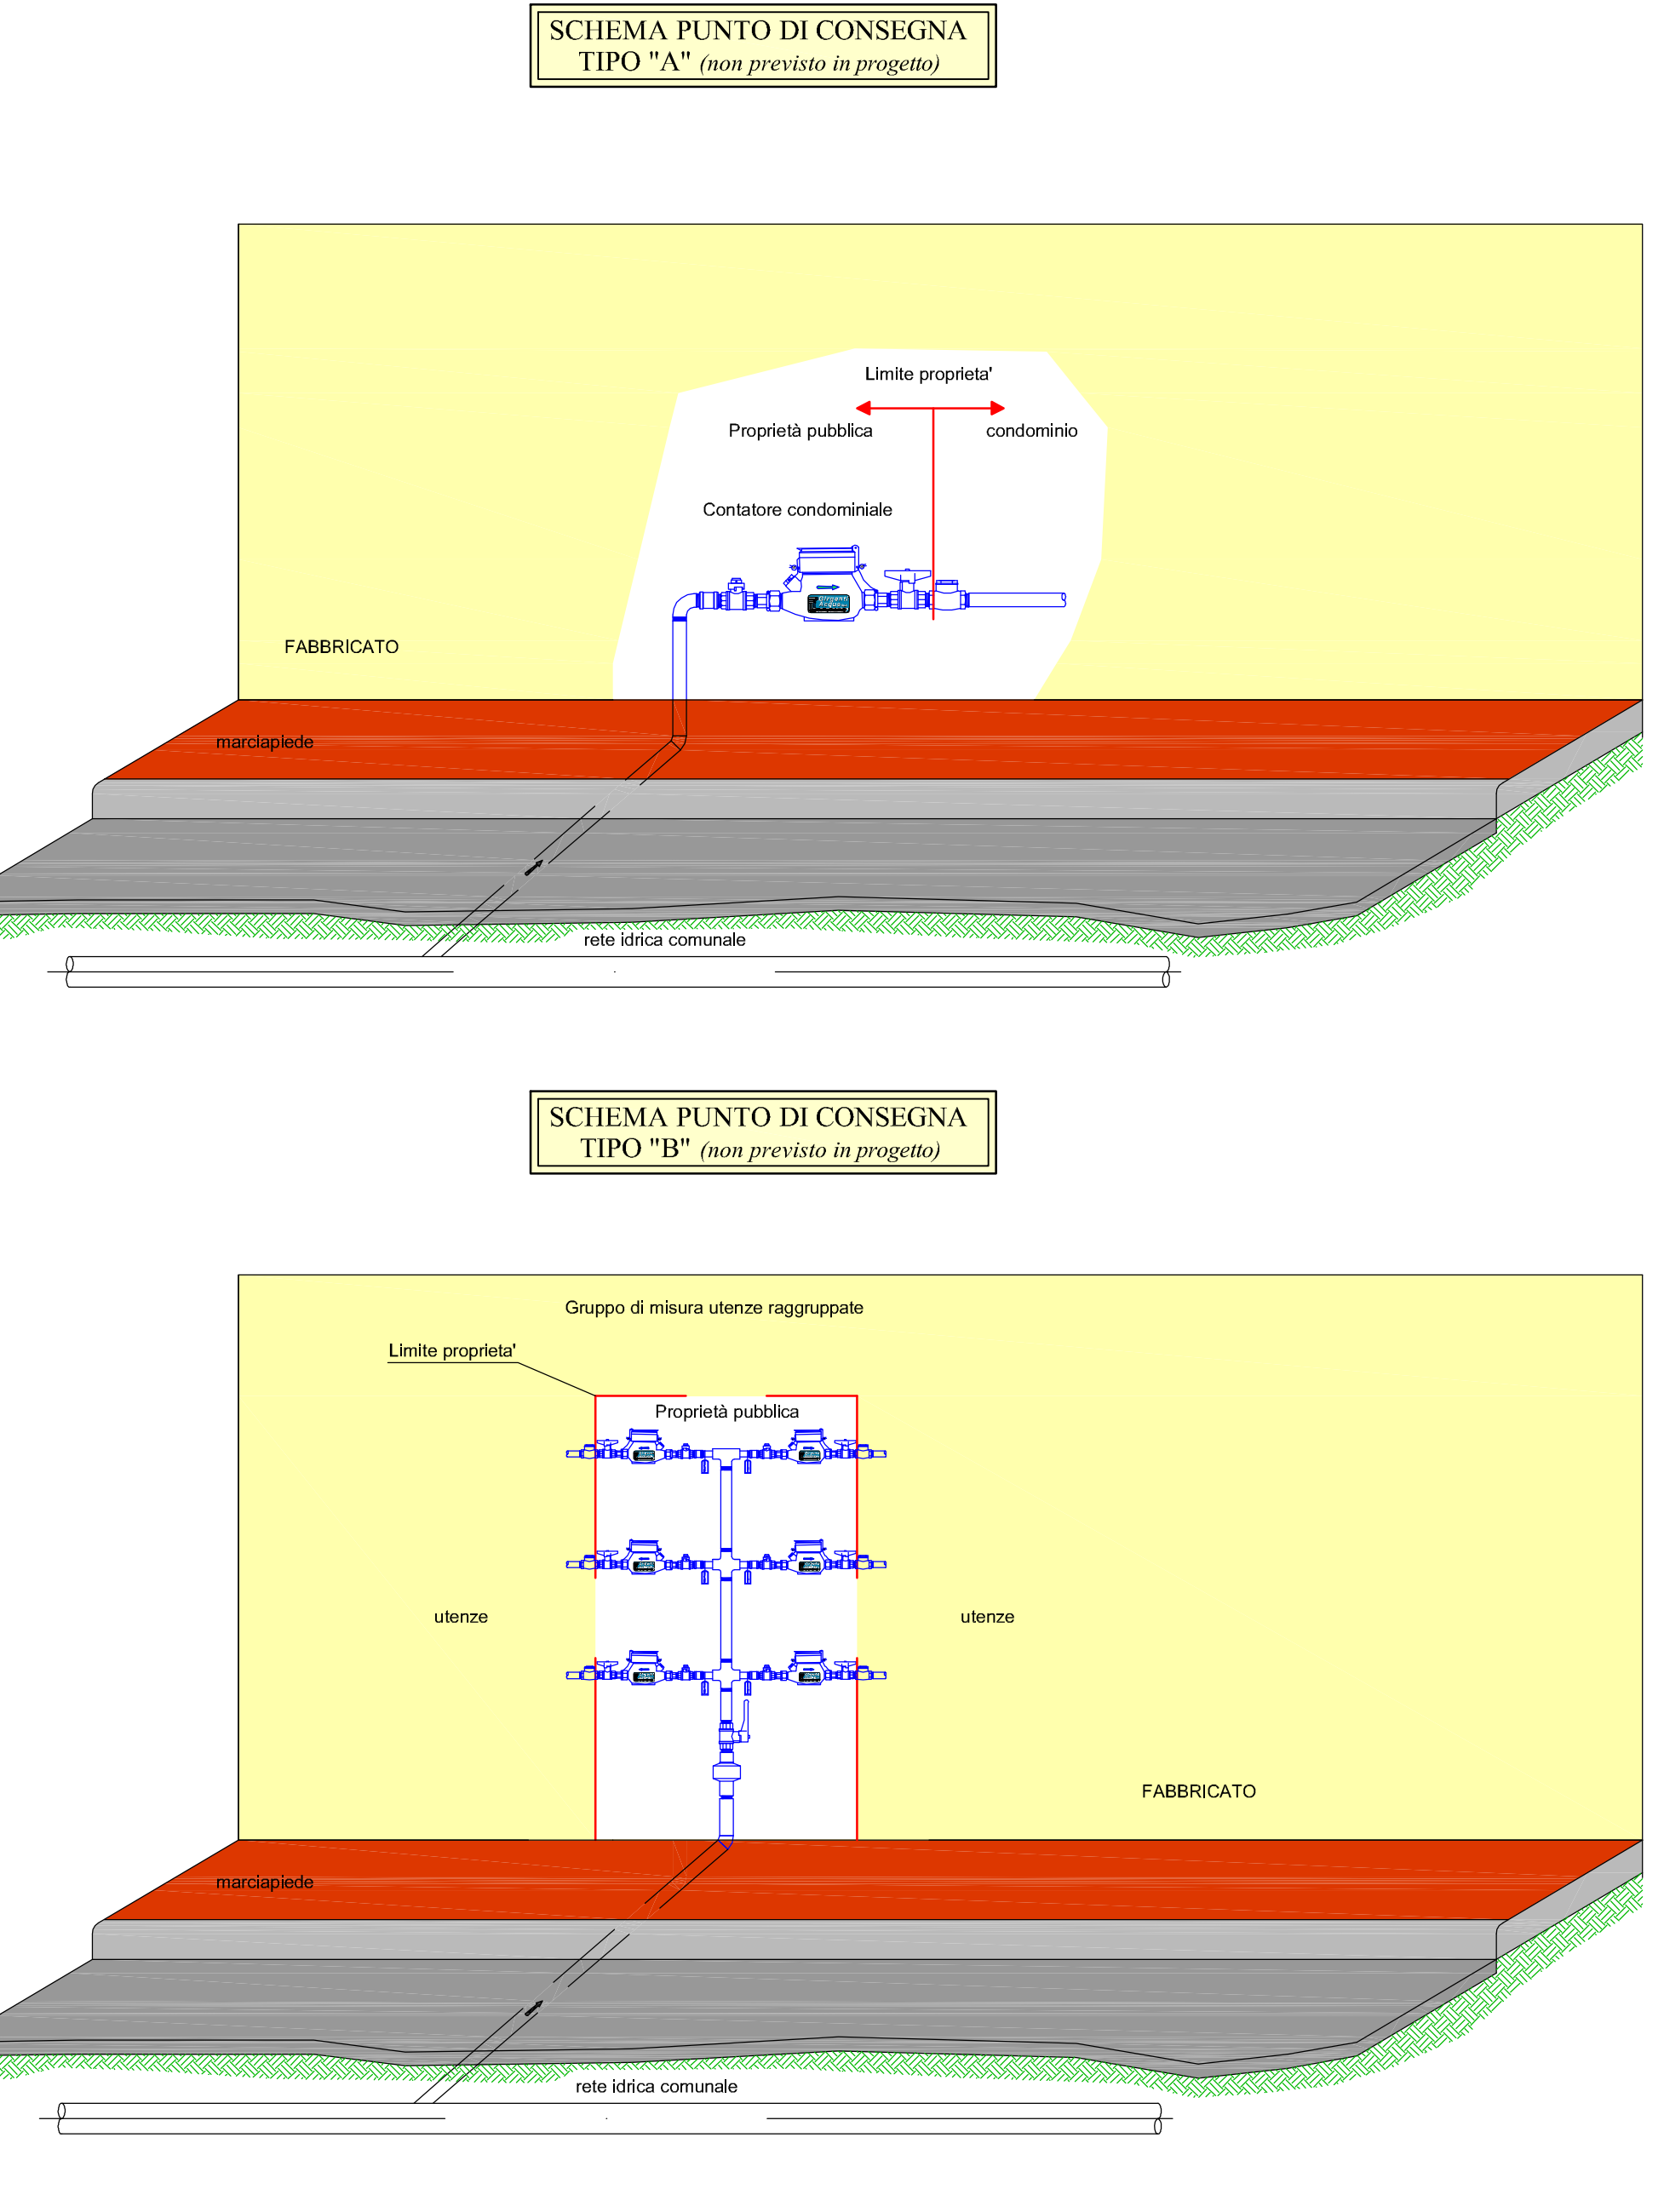 SCHEMA PUNTO DI CONSEGNA
TIPO "A" (non previsto in progetto)
Limite proprieta'
Proprietà pubblica
condominio
Contatore condominiale
FABBRICATO
marciapiede
rete idrica comunale
SCHEMA PUNTO DI CONSEGNA
TIPO "B" (non previsto in progetto)
Gruppo di misura utenze raggruppate
Limite proprieta'
Proprietà pubblica
utenze
utenze
FABBRICATO
marciapiede
rete idrica comunale